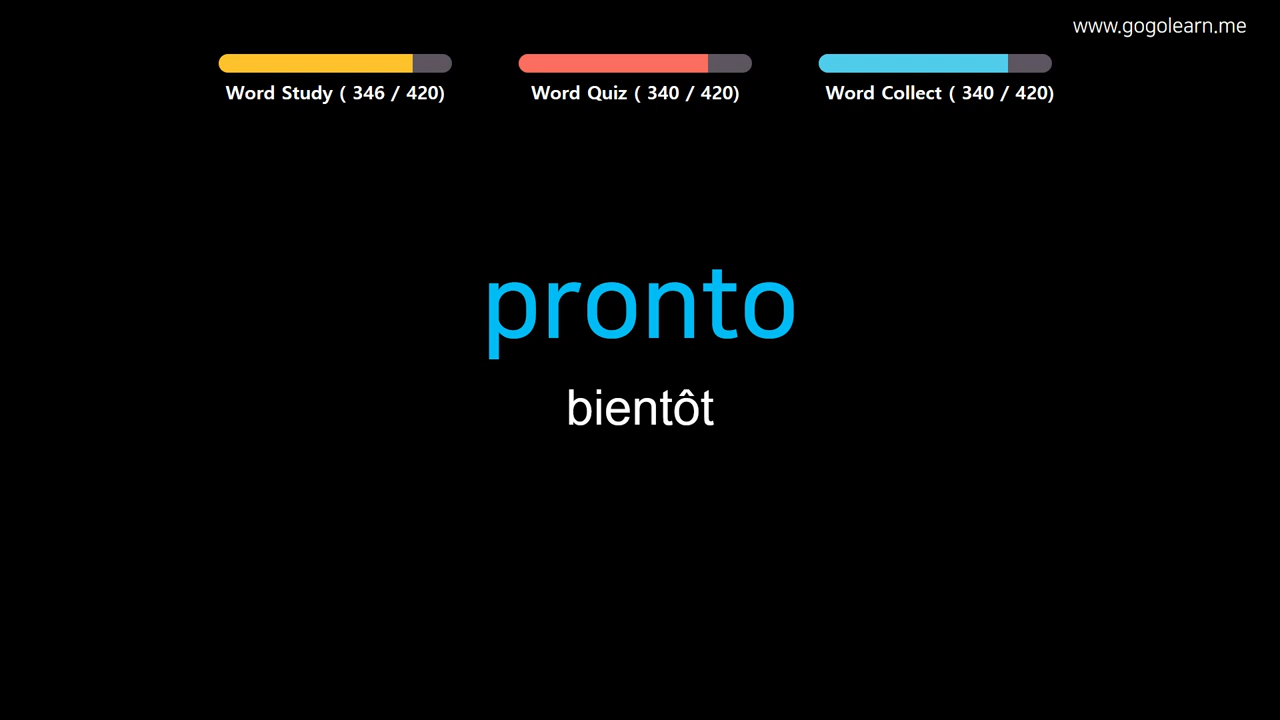 www.gogolearn.me
Word Study ( 346 / 420)
Word Quiz ( 340 / 420)
Word Collect ( 340 / 420)
pronto
bientôt